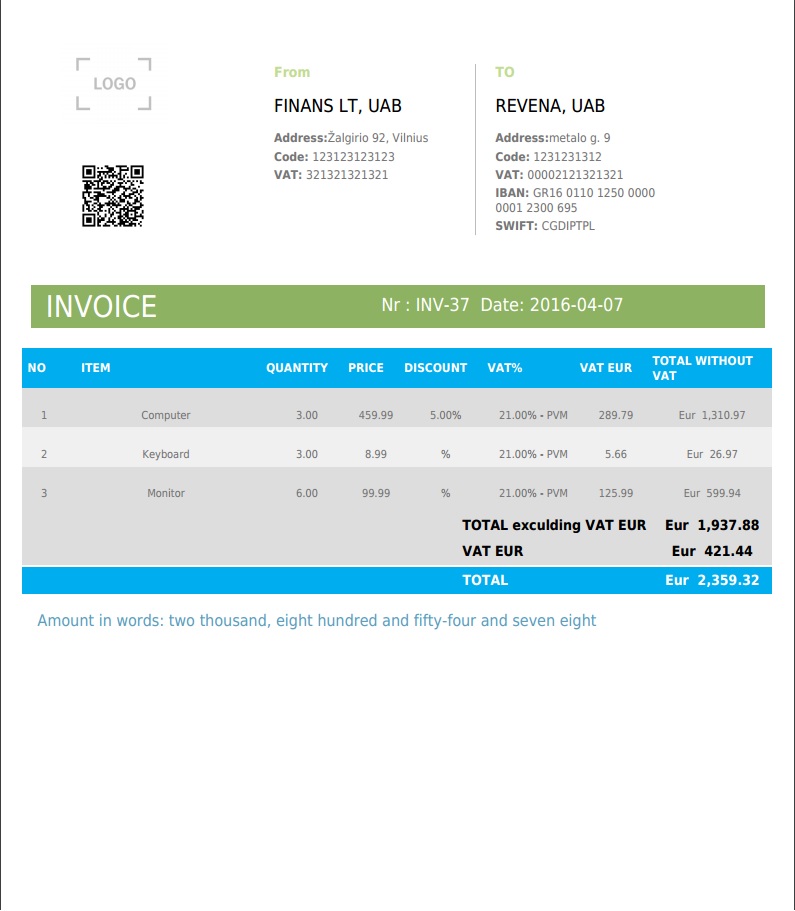 LOGO
From
FINANS LT, UAB
Address:Žalgirio 92, Vilnius
Code: 123123123123
VAT: 321321321321
TO
REVENA, UAB
Address:metalo g. 9
Code: 1231231312
VAT: 00002121321321
IBAN: GR16 0110 1250 0000
0001 2300 695
SWIFT: CGDIPTPL
INVOICE Nr : INV-37 Date: 2016-04-07
NO ITEM QUANTITY PRICE DISCOUNT VAT% VAT EUR TOTAL WITHOUT
VAT
1 Computer 3.00 459.99 5.00% 21.00% - PVM 289.79 Eur 1,310.97
2 Keyboard 3.00 8.99 % 21.00% - PVM 5.66 Eur 26.97
3 Monitor 6.00 99.99 % 21.00% - PVM 125.99 Eur 599.94
TOTAL exculding VAT EUR Eur 1,937.88
VAT EUR Eur 421.44
TOTAL Eur 2,359.32
Amount in words: two thousand, eight hundred and fifty-four and seven eight